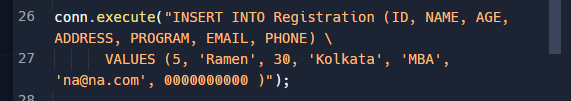 26 conn.execute("INSERT INTO Registration (ID, NAME, AGE,
ADDRESS, PROGRAM, EMAIL, PHONE) \
27 VALUES (5, 'Ramen', 30, 'Kolkata', 'MBA',
'na@na.com', 0000000000 )");
28